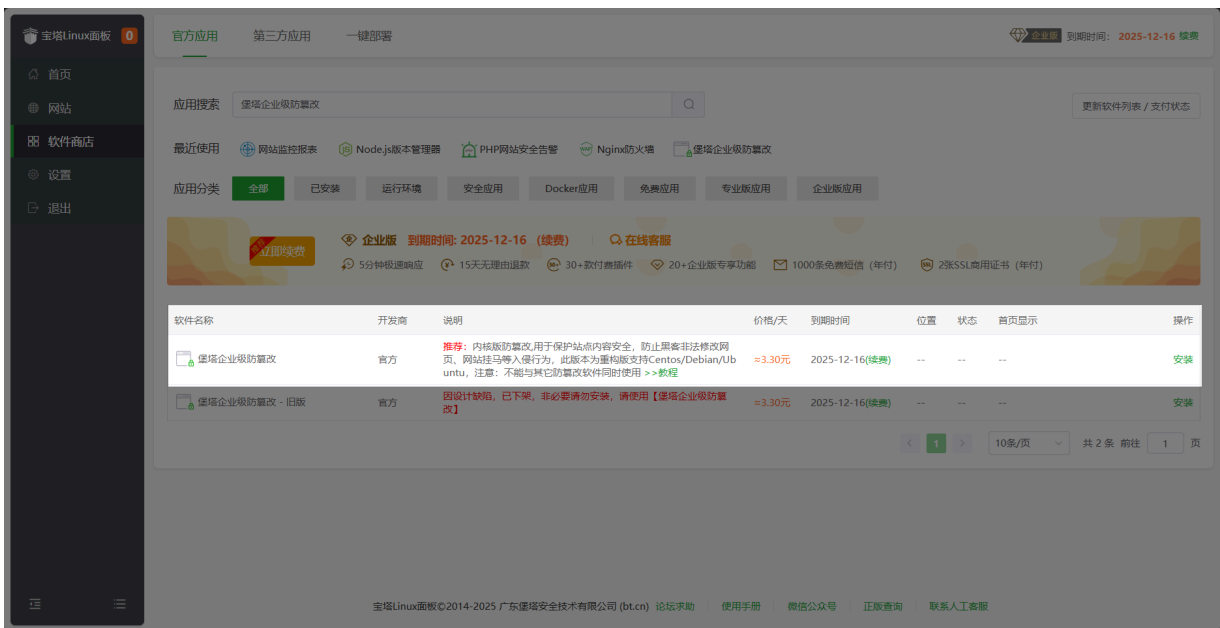 宝塔Linux面板 0
官方应用 第三方应用 一键部署
企业版 到期时间: 2025-12-16 续费
首页
网站
软件商店
设置
退出
应用搜索 堡塔企业级防篡改
更新软件列表 / 支付状态
最近使用 网站监控报表 Node.js版本管理器 PHP网站安全告警 Nginx防火墙 堡塔企业级防篡改
应用分类 全部 已安装 运行环境 安全应用 Docker应用 免费应用 专业版应用 企业版应用
立即续费
企业版 到期时间: 2025-12-16 (续费) 在线客服
5分钟极速响应 15天无理由退款 30+款付费插件 20+企业版专享功能 1000条免费短信 (年付) 2张SSL商用证书 (年付)
软件名称 开发商 说明 价格/天 到期时间 位置 状态 首页显示 操作
堡塔企业级防篡改 官方
推荐: 内核版防篡改,用于保护站点内容安全, 防止黑客非法修改网
页、网站挂马等入侵行为, 此版本为重构版支持Centos/Debian/Ub
untu, 注意: 不能与其它防篡改软件同时使用 >>教程
≈3.30元 2025-12-16(续费) -- -- -- 安装
堡塔企业级防篡改 - 旧版 官方
因设计缺陷, 已下架, 非必要请勿安装, 请使用【堡塔企业级防篡
改】
≈3.30元 2025-12-16(续费) -- -- -- 安装
< 1 > 10条/页 共 2 条 前往 1 页
宝塔Linux面板©2014-2025 广东堡塔安全技术有限公司 (bt.cn) 论坛求助 使用手册 微信公众号 正版查询 联系人工客服